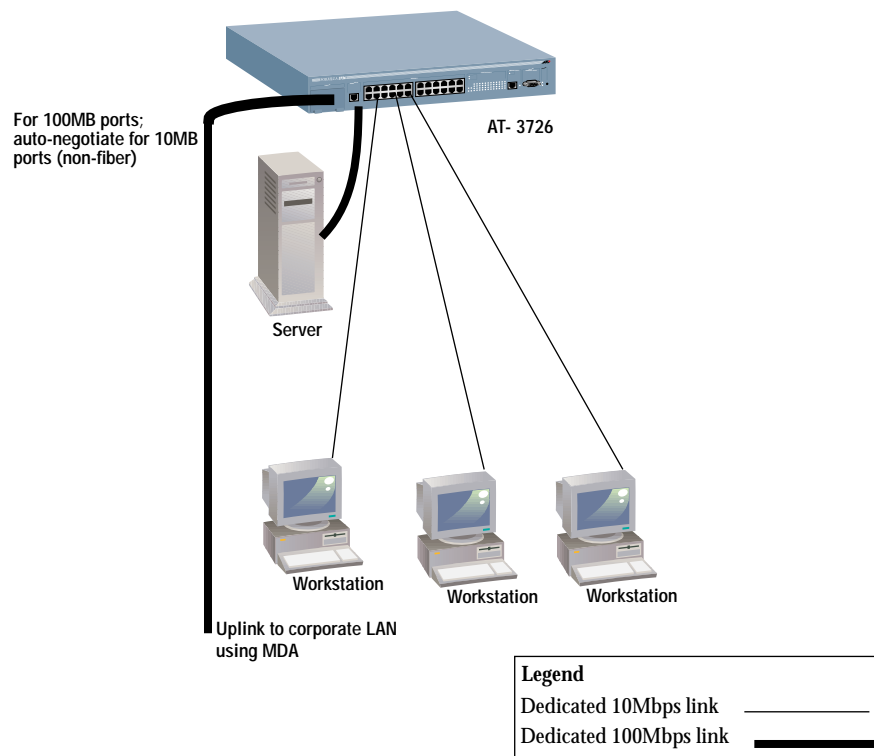 For 100MB ports;
auto-negotiate for 10MB
ports (non-fiber)
AT- 3726
Server
Workstation
Workstation
Workstation
Uplink to corporate LAN
using MDA
Legend
Dedicated 10Mbps link
Dedicated 100Mbps link